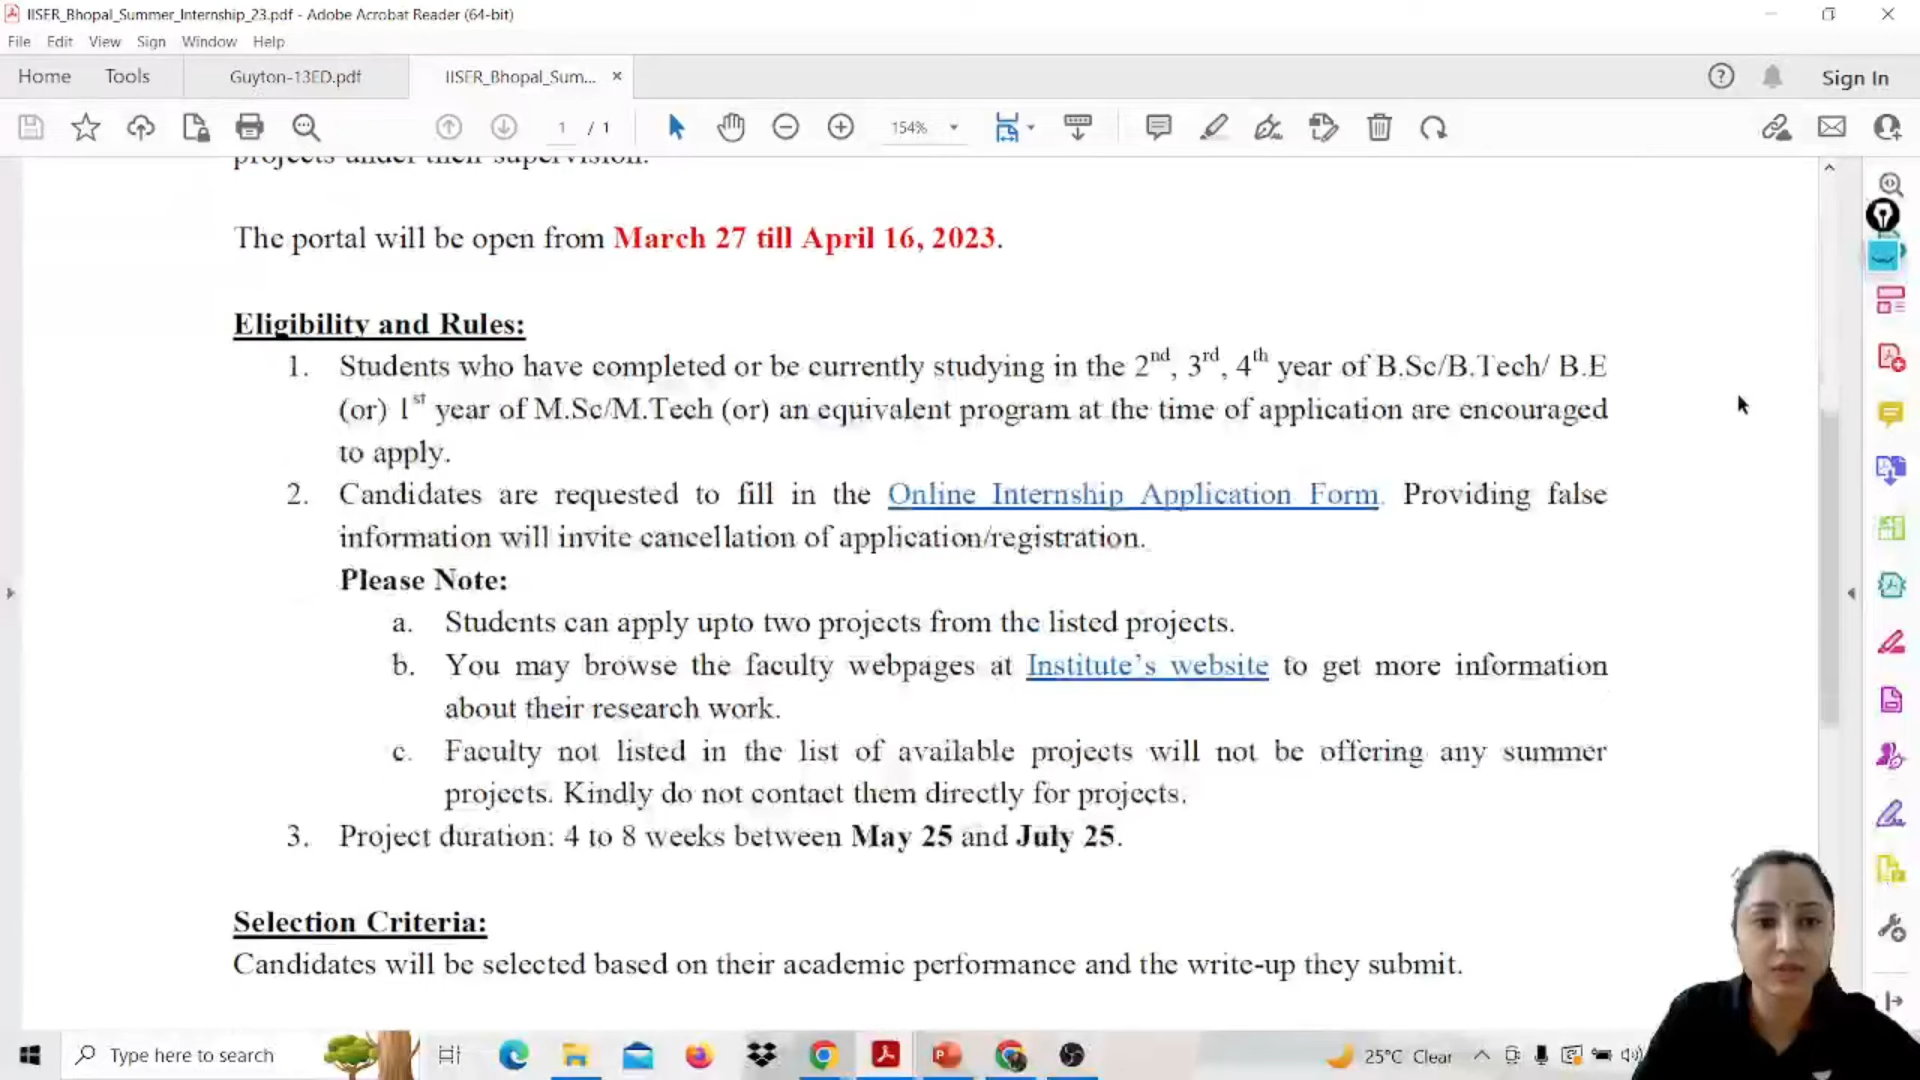 IISER_Bhopal_Summer_Internship_23.pdf - Adobe Acrobat Reader (64-bit)
File Edit View Sign Window Help
Home Tools Guyton-13ED.pdf IISER_Bhopal_Sum... × Sign In
1 / 1 154%
projects under their supervision.
The portal will be open from March 27 till April 16, 2023.
Eligibility and Rules:
1. Students who have completed or be currently studying in the 2nd, 3rd, 4th year of B.Sc/B.Tech/ B.E
(or) 1st year of M.Sc/M.Tech (or) an equivalent program at the time of application are encouraged
to apply.
2. Candidates are requested to fill in the Online Internship Application Form. Providing false
information will invite cancellation of application/registration.
Please Note:
a. Students can apply upto two projects from the listed projects.
b. You may browse the faculty webpages at Institute's website to get more information
about their research work.
c. Faculty not listed in the list of available projects will not be offering any summer
projects. Kindly do not contact them directly for projects.
3. Project duration: 4 to 8 weeks between May 25 and July 25.
Selection Criteria:
Candidates will be selected based on their academic performance and the write-up they submit.
Type here to search 25°C Clear